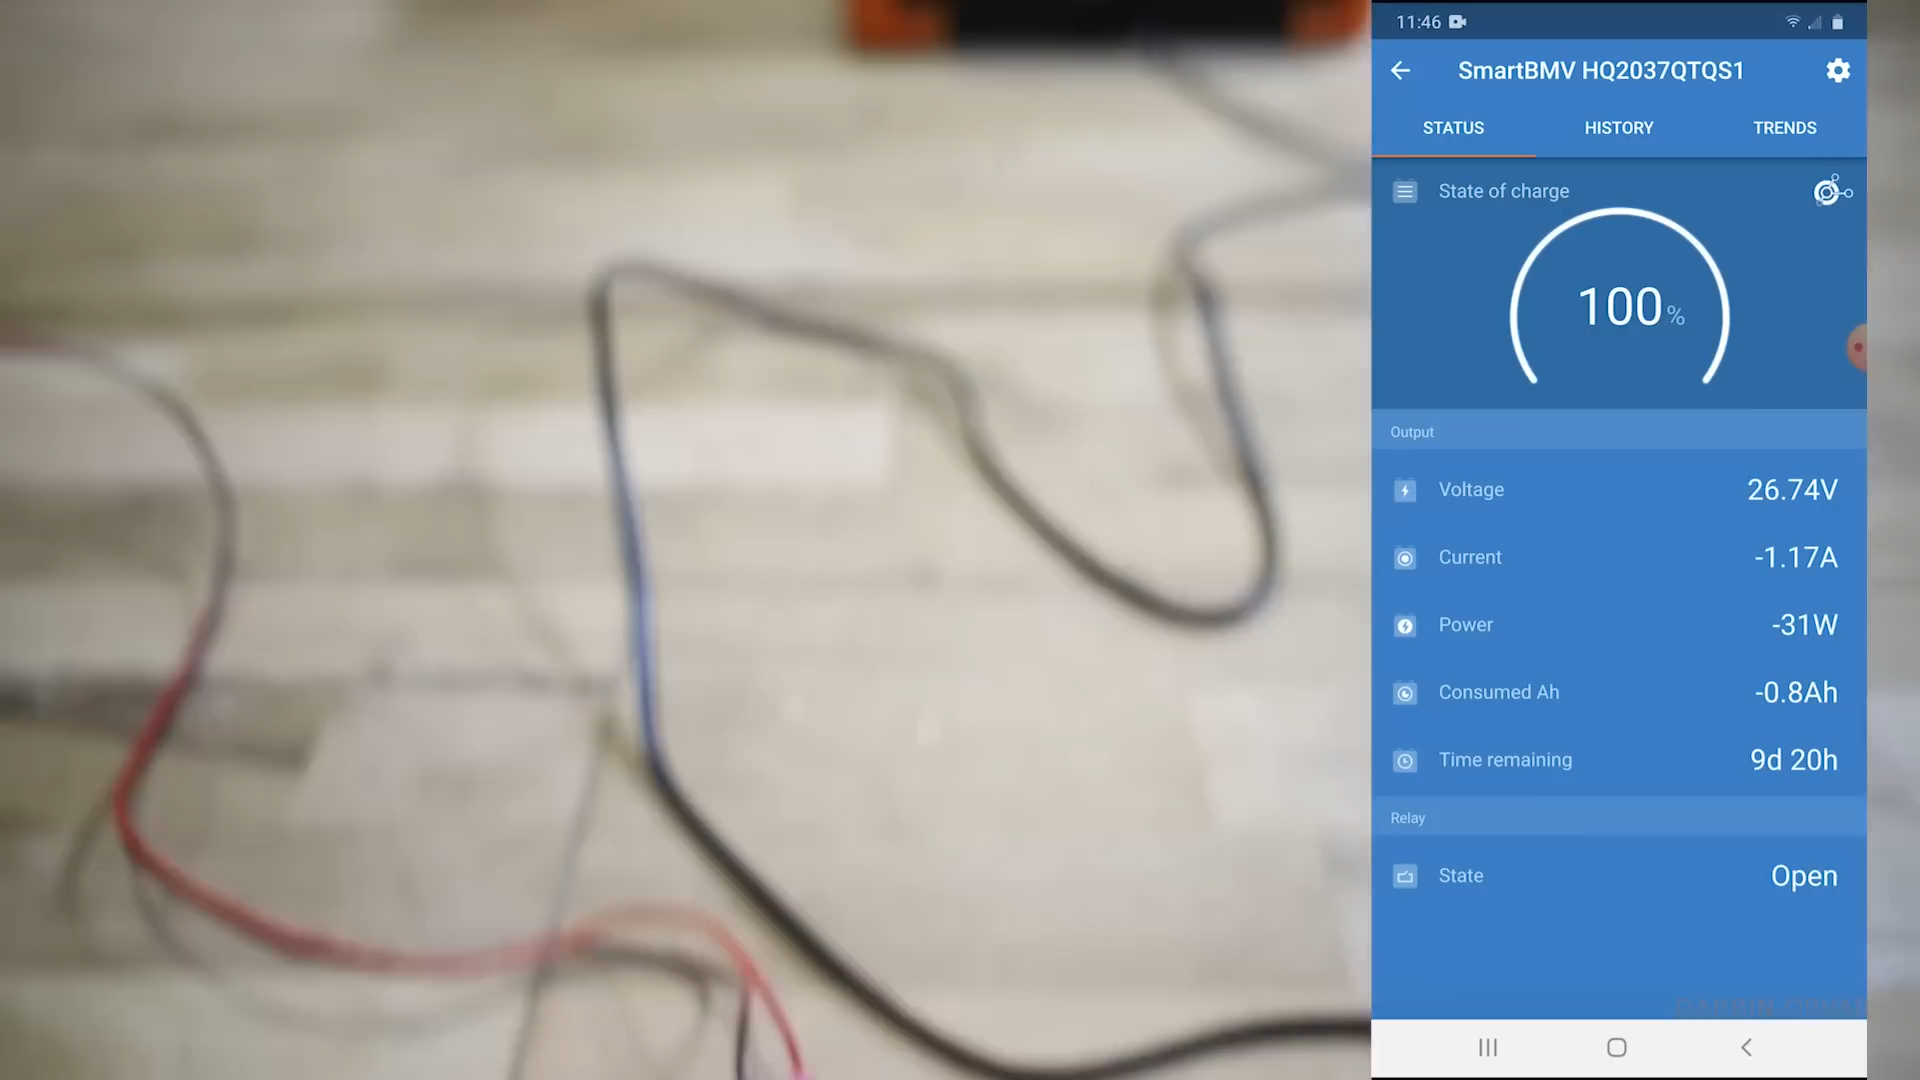 11:46
SmartBMV HQ2037QTQS1
STATUS HISTORY TRENDS
State of charge
100%
Output
Voltage 26.74V
Current -1.17A
Power -31W
Consumed Ah -0.8Ah
Time remaining 9d 20h
Relay
State Open